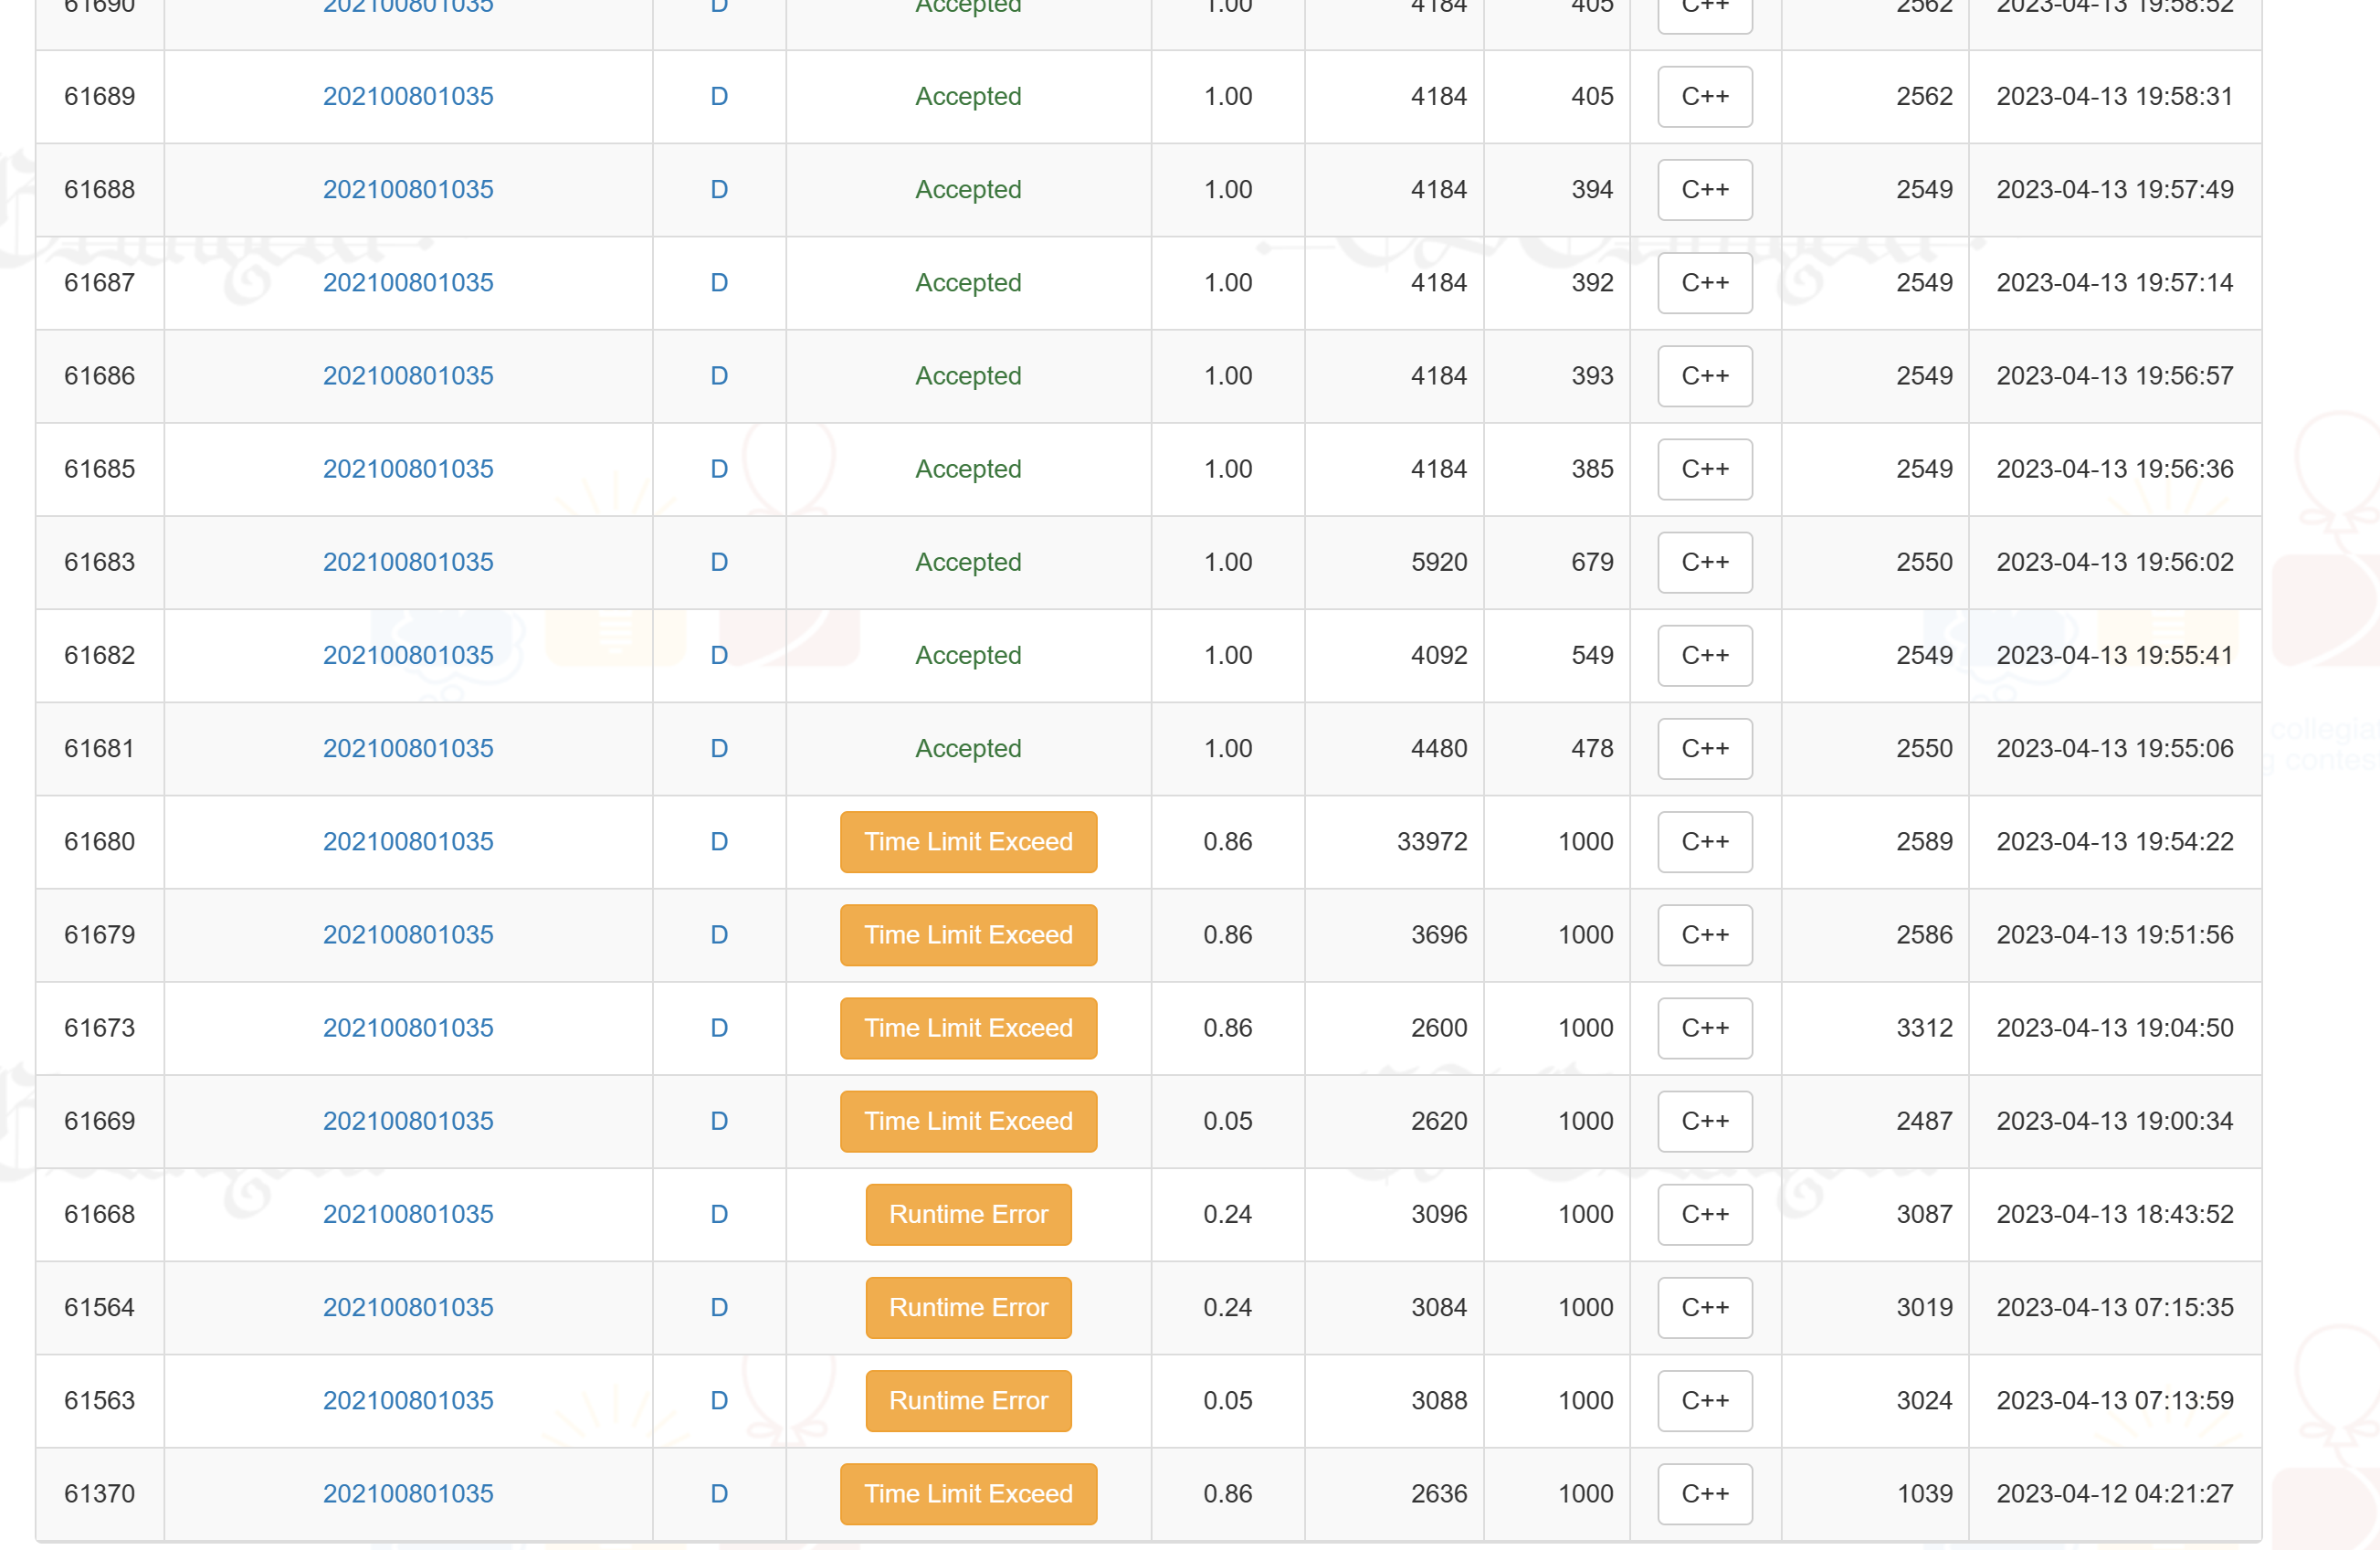 61690 202100801035 D Accepted 1.00 4184 405 C++ 2562 2023-04-13 19:58:52
61689 202100801035 D Accepted 1.00 4184 405 C++ 2562 2023-04-13 19:58:31
61688 202100801035 D Accepted 1.00 4184 394 C++ 2549 2023-04-13 19:57:49
61687 202100801035 D Accepted 1.00 4184 392 C++ 2549 2023-04-13 19:57:14
61686 202100801035 D Accepted 1.00 4184 393 C++ 2549 2023-04-13 19:56:57
61685 202100801035 D Accepted 1.00 4184 385 C++ 2549 2023-04-13 19:56:36
61683 202100801035 D Accepted 1.00 5920 679 C++ 2550 2023-04-13 19:56:02
61682 202100801035 D Accepted 1.00 4092 549 C++ 2549 2023-04-13 19:55:41
61681 202100801035 D Accepted 1.00 4480 478 C++ 2550 2023-04-13 19:55:06
collegiat
g contest
61680 202100801035 D Time Limit Exceed 0.86 33972 1000 C++ 2589 2023-04-13 19:54:22
61679 202100801035 D Time Limit Exceed 0.86 3696 1000 C++ 2586 2023-04-13 19:51:56
61673 202100801035 D Time Limit Exceed 0.86 2600 1000 C++ 3312 2023-04-13 19:04:50
61669 202100801035 D Time Limit Exceed 0.05 2620 1000 C++ 2487 2023-04-13 19:00:34
61668 202100801035 D Runtime Error 0.24 3096 1000 C++ 3087 2023-04-13 18:43:52
61564 202100801035 D Runtime Error 0.24 3084 1000 C++ 3019 2023-04-13 07:15:35
61563 202100801035 D Runtime Error 0.05 3088 1000 C++ 3024 2023-04-13 07:13:59
61370 202100801035 D Time Limit Exceed 0.86 2636 1000 C++ 1039 2023-04-12 04:21:27